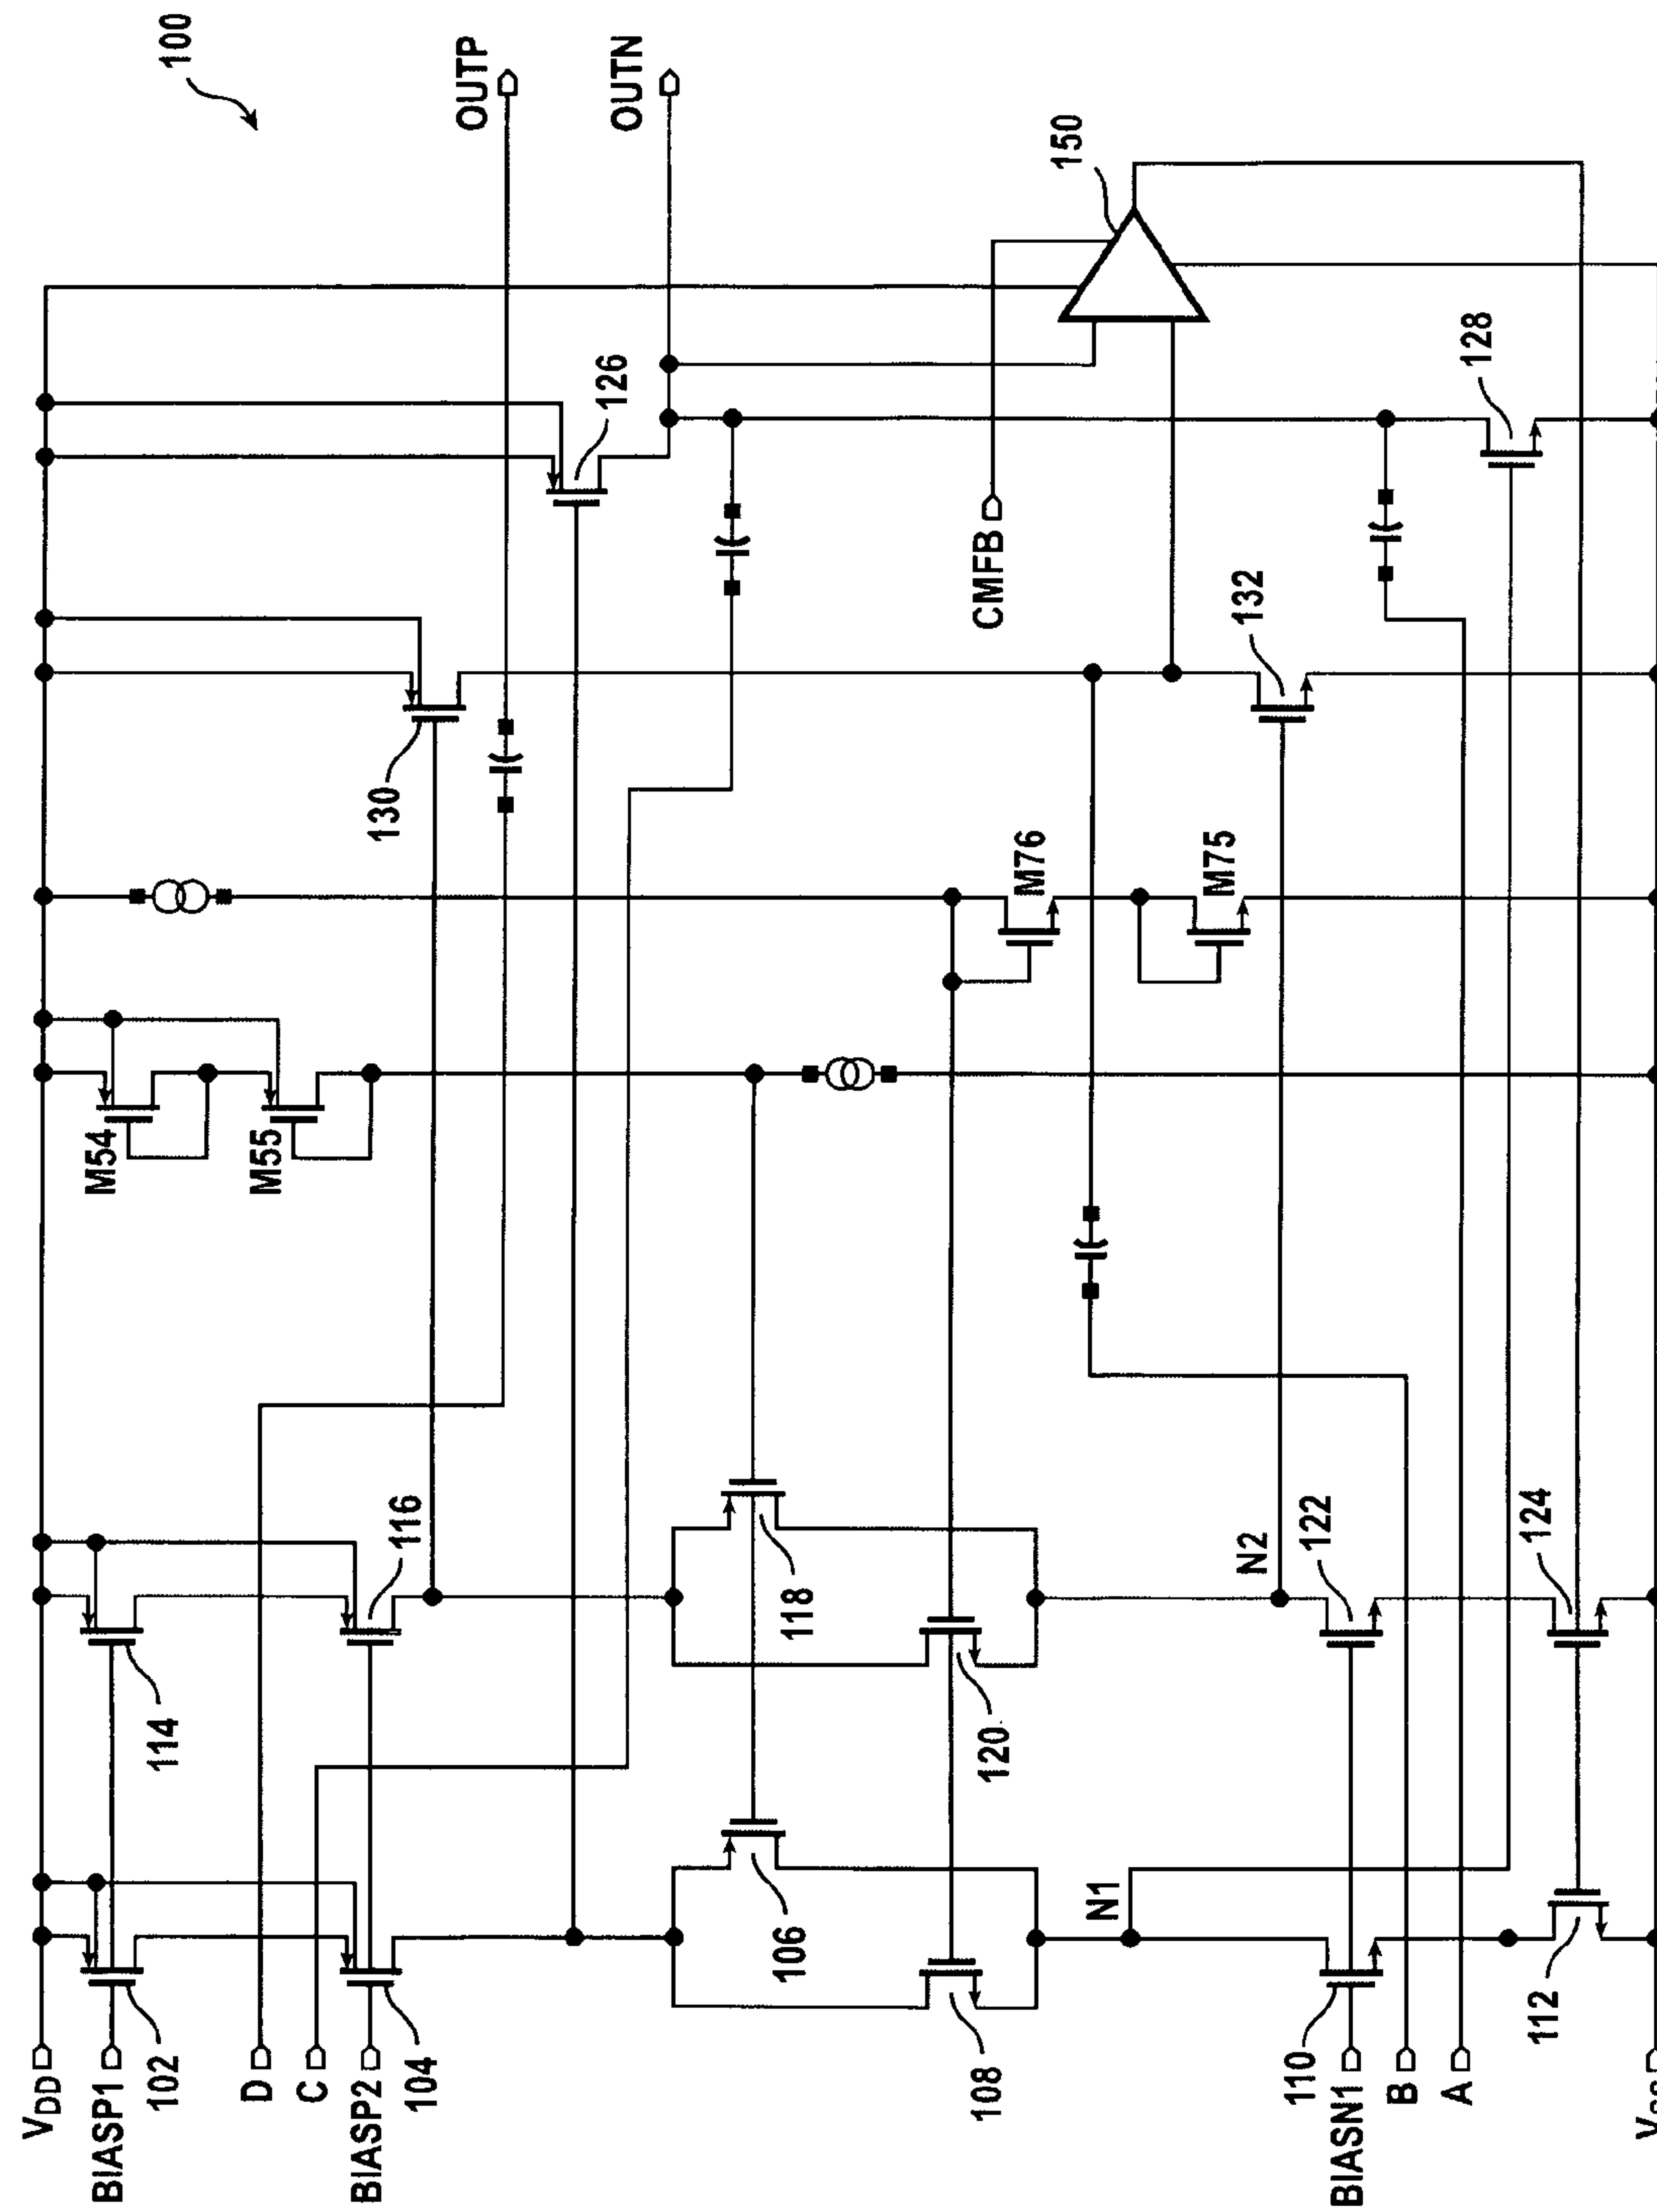 100
OUTP
OUTN
150
126
128
CMFB
132
130
M76
M75
M54
M55
116
118
N2
122
124
114
120
106
N1
VDD
BIASP1
102
D
C
BIASP2
104
108
110
BIASN1
B
A
112